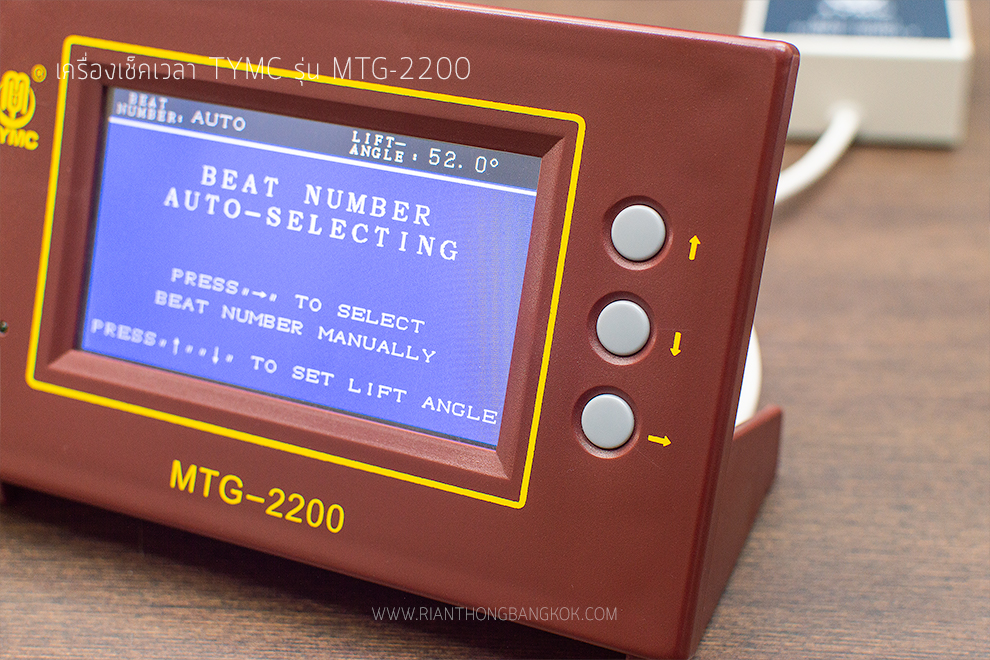 เครื่องเช็คเวลา TYMC รุ่น MTG-2200
©
TYMC
BEAT
NUMBER: AUTO
LIFT-
ANGLE: 52.0°
BEAT NUMBER
AUTO-SELECTING
PRESS"→" TO SELECT
BEAT NUMBER MANUALLY
PRESS"↑""↓" TO SET LIFT ANGLE
↑
↓
→
MTG-2200
WWW.RIANTHONGBANGKOK.COM